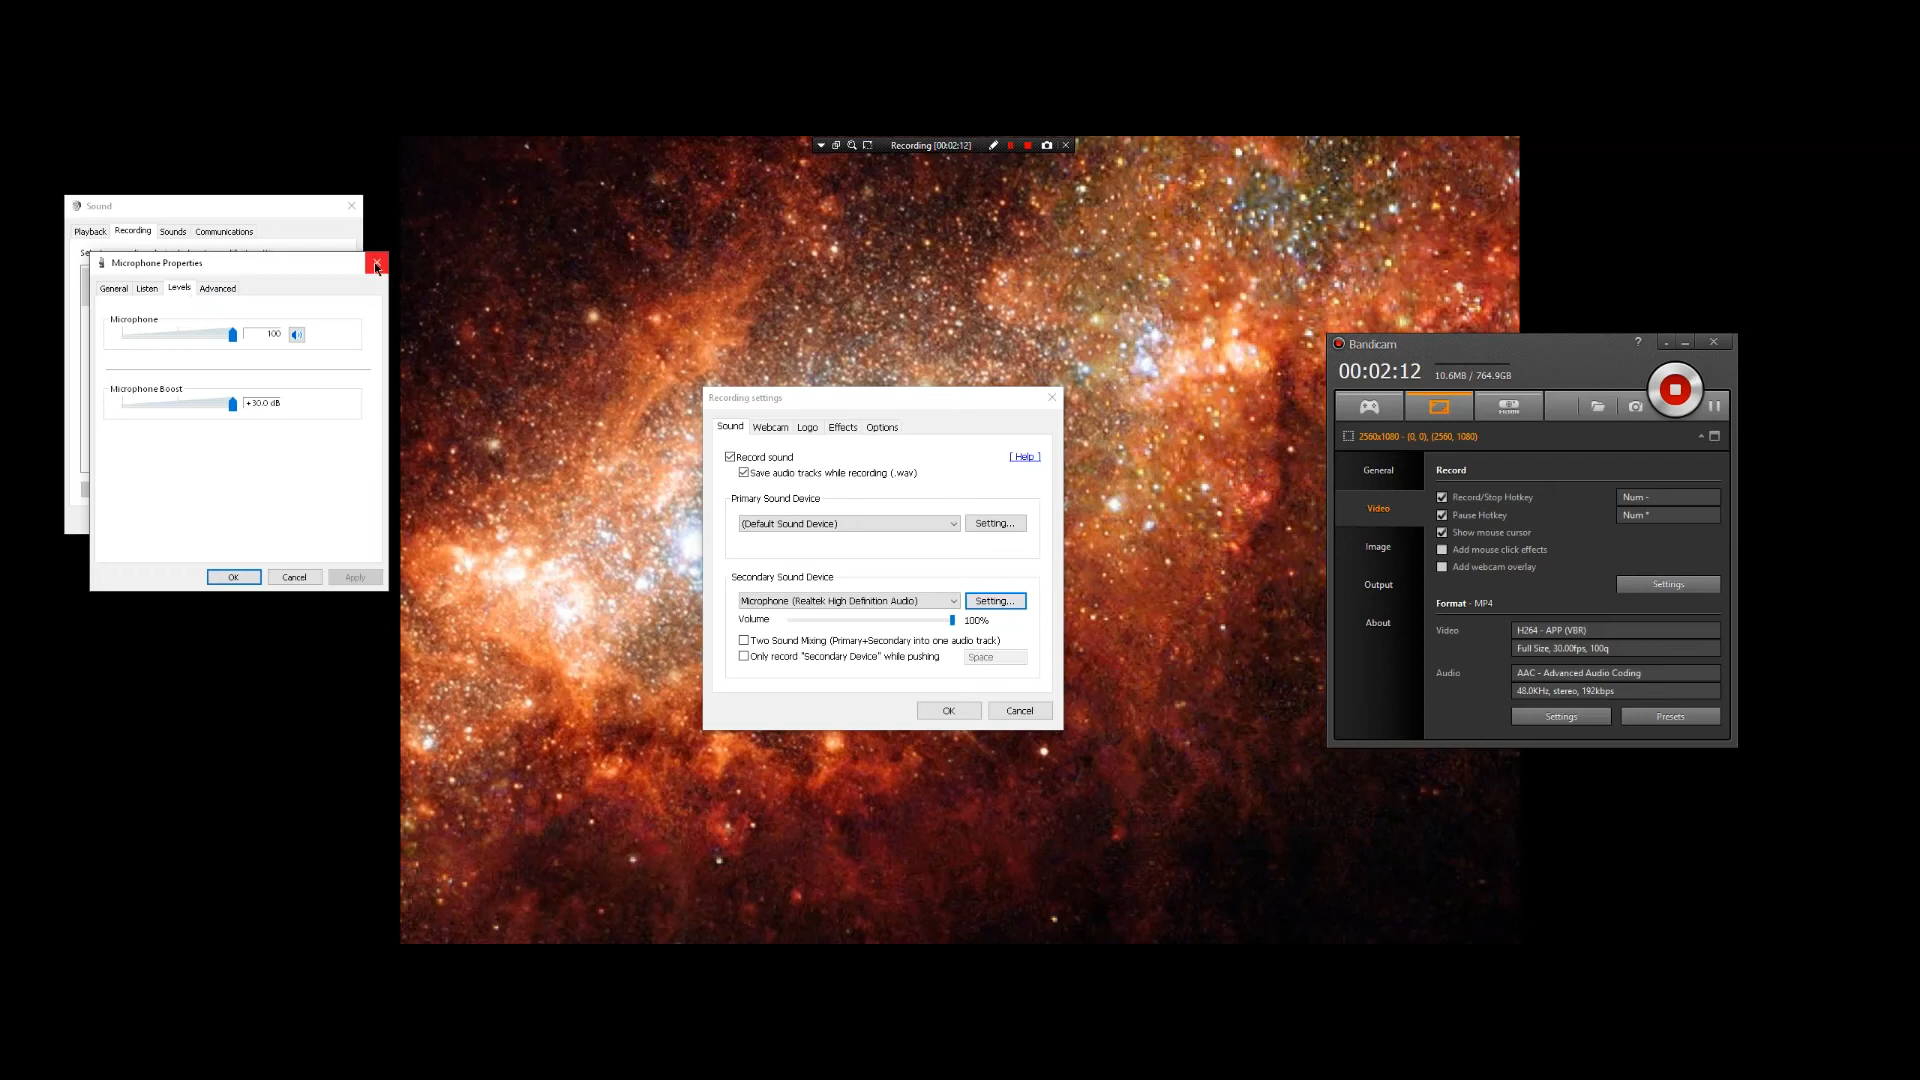 Recording [00:02:12]
Sound
Playback Recording Sounds Communications
Microphone Properties
General Listen Levels Advanced
Microphone
100
Microphone Boost
+30.0 dB
OK Cancel Apply
Recording settings
Sound Webcam Logo Effects Options
Record sound [ Help ]
Save audio tracks while recording (.wav)
Primary Sound Device
(Default Sound Device) Setting...
Secondary Sound Device
Microphone (Realtek High Definition Audio) Setting...
Volume 100%
Two Sound Mixing (Primary+Secondary into one audio track)
Only record "Secondary Device" while pushing Space
OK Cancel
Bandicam ?
00:02:12 10.6MB / 764.9GB
HDMI
2560x1080 - (0, 0), (2560, 1080)
General
Video
Image
Output
About
Record
Record/Stop Hotkey Num -
Pause Hotkey Num *
Show mouse cursor
Add mouse click effects
Add webcam overlay
Settings
Format - MP4
Video H264 - APP (VBR)
Full Size, 30.00fps, 100q
Audio AAC - Advanced Audio Coding
48.0KHz, stereo, 192kbps
Settings Presets